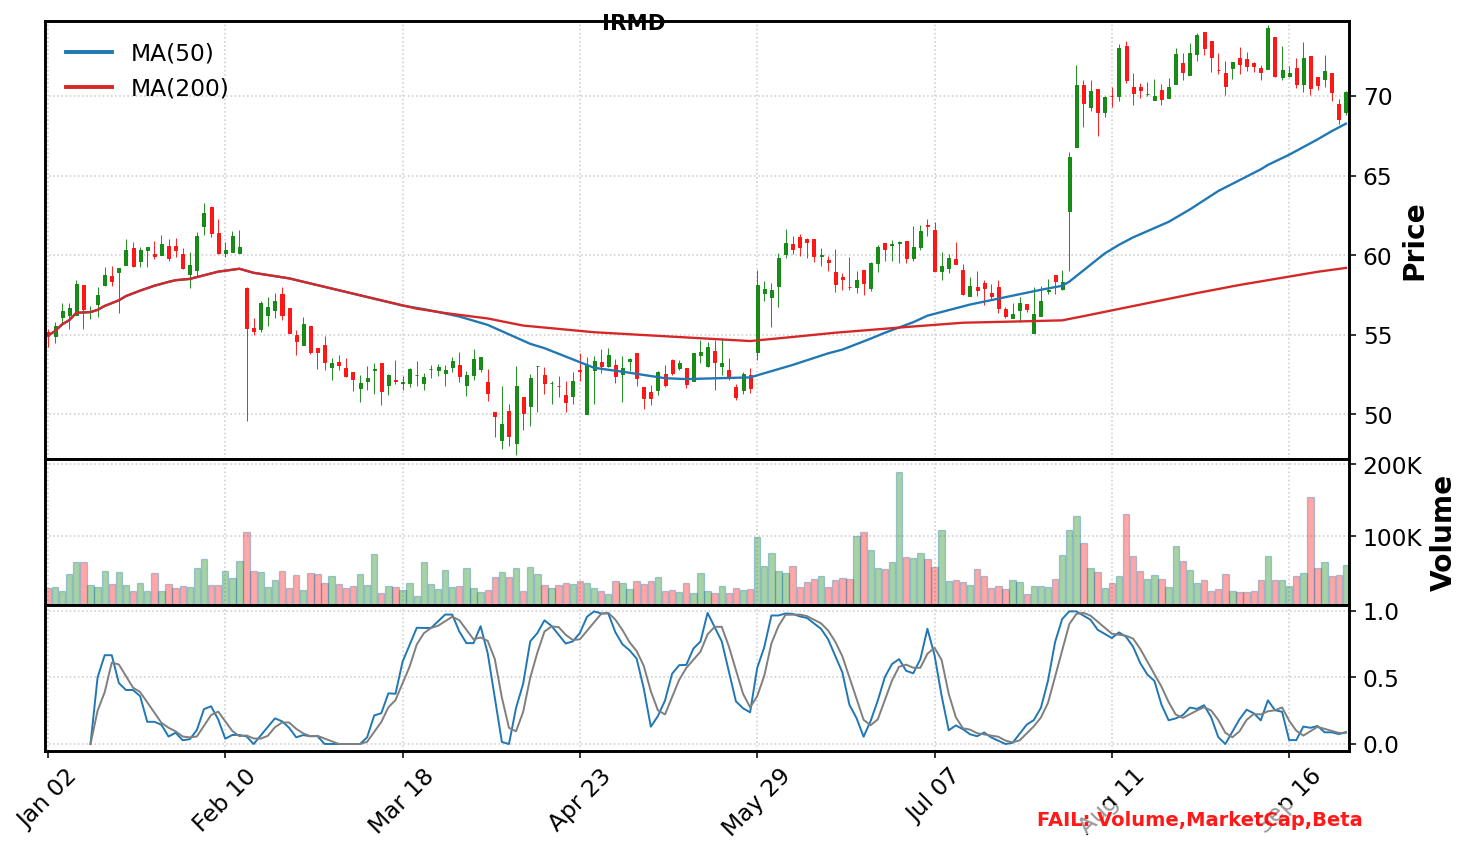 IRMD
MA(50)
MA(200)
70
65
60
55
50
Price
200K
100K
Volume
1.0
0.5
0.0
Jan 02
Feb 10
Mar 18
Apr 23
May 29
Jul 07
Aug 11
Sep 16
FAIL: Volume,MarketCap,Beta